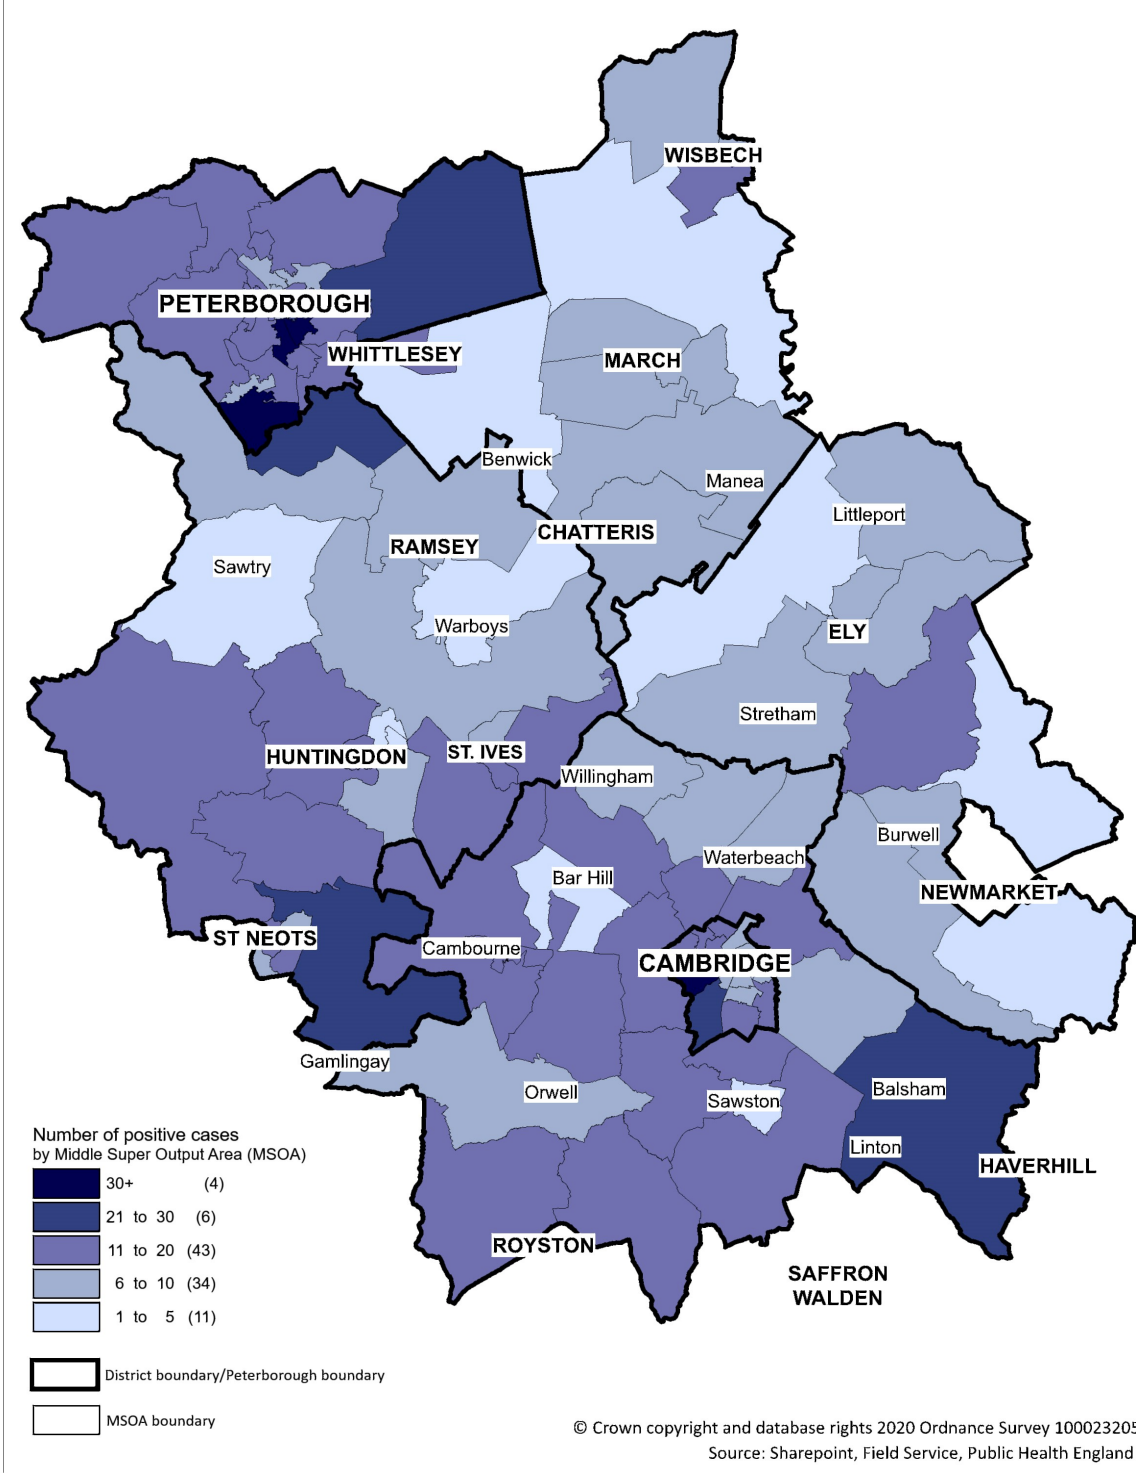 WISBECH
PETERBOROUGH
WHITTLESEY
MARCH
Benwick
Manea
Littleport
CHATTERIS
RAMSEY
Sawtry
Warboys
ELY
Stretham
HUNTINGDON
ST. IVES
Willingham
Burwell
Waterbeach
Bar Hill
NEWMARKET
ST NEOTS
Cambourne
CAMBRIDGE
Gamlingay
Orwell
Sawston
Balsham
Linton
HAVERHILL
ROYSTON
SAFFRON
WALDEN
Number of positive cases
by Middle Super Output Area (MSOA)
30+ (4)
21 to 30 (6)
11 to 20 (43)
6 to 10 (34)
1 to 5 (11)
District boundary/Peterborough boundary
MSOA boundary
© Crown copyright and database rights 2020 Ordnance Survey 100023205
Source: Sharepoint, Field Service, Public Health England